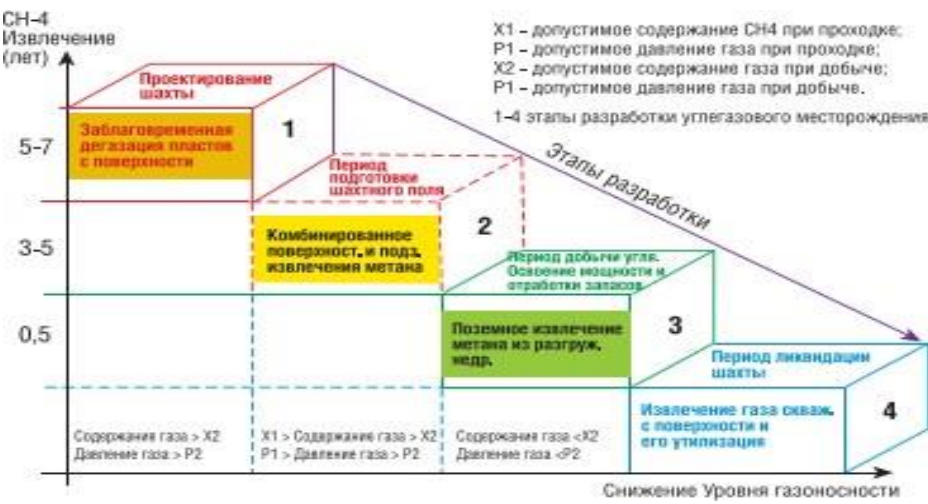 СН-4
Извлечение
(лет)
X1 – допустимое содержание СН4 при проходке;
P1 – допустимое давление газа при проходке;
X2 – допустимое содержание газа при добыче;
P1 – допустимое давление газа при добыче.
1-4 этапы разработки углегазового месторождения
Проектирование
шахты
Заблаговременная
дегазация пластов
с поверхности
1
5-7
Этапы разработки
Период
подготовки
шахтного поля
Комбинированное
поверхност. и подз.
извлечения метана
2
3-5
Период добычи угля.
Освоение мощности и
отработки запасов
Поземное извлечение
метана из разгруж.
недр.
3
0,5
Период ликвидации
шахты
Извлечение газа скваж.
с поверхности и
его утилизация
4
Содержание газа > X2
Давление газа > P2
X1 > Содержание газа > X2
P1 > Давление газа > P2
Содержание газа <X2
Давление газа <P2
Снижение Уровня газоносности